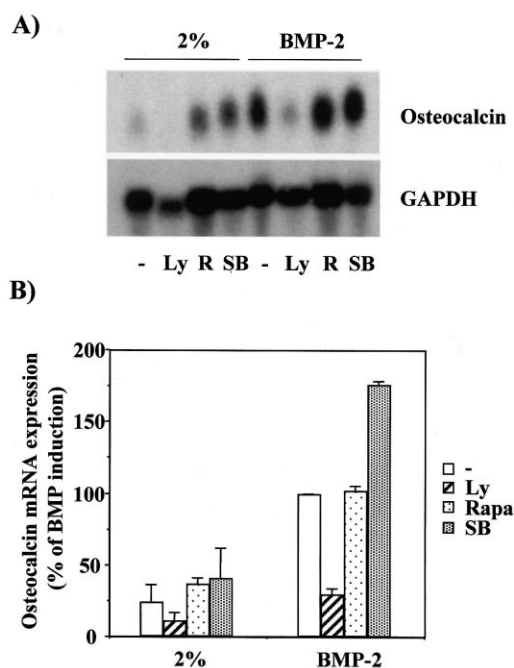 A)
2% BMP-2
Osteocalcin
GAPDH
- Ly R SB - Ly R SB
B)
Osteocalcin mRNA expression
(% of BMP induction)
200
150
100
50
0
2% BMP-2
-
Ly
Rapa
SB